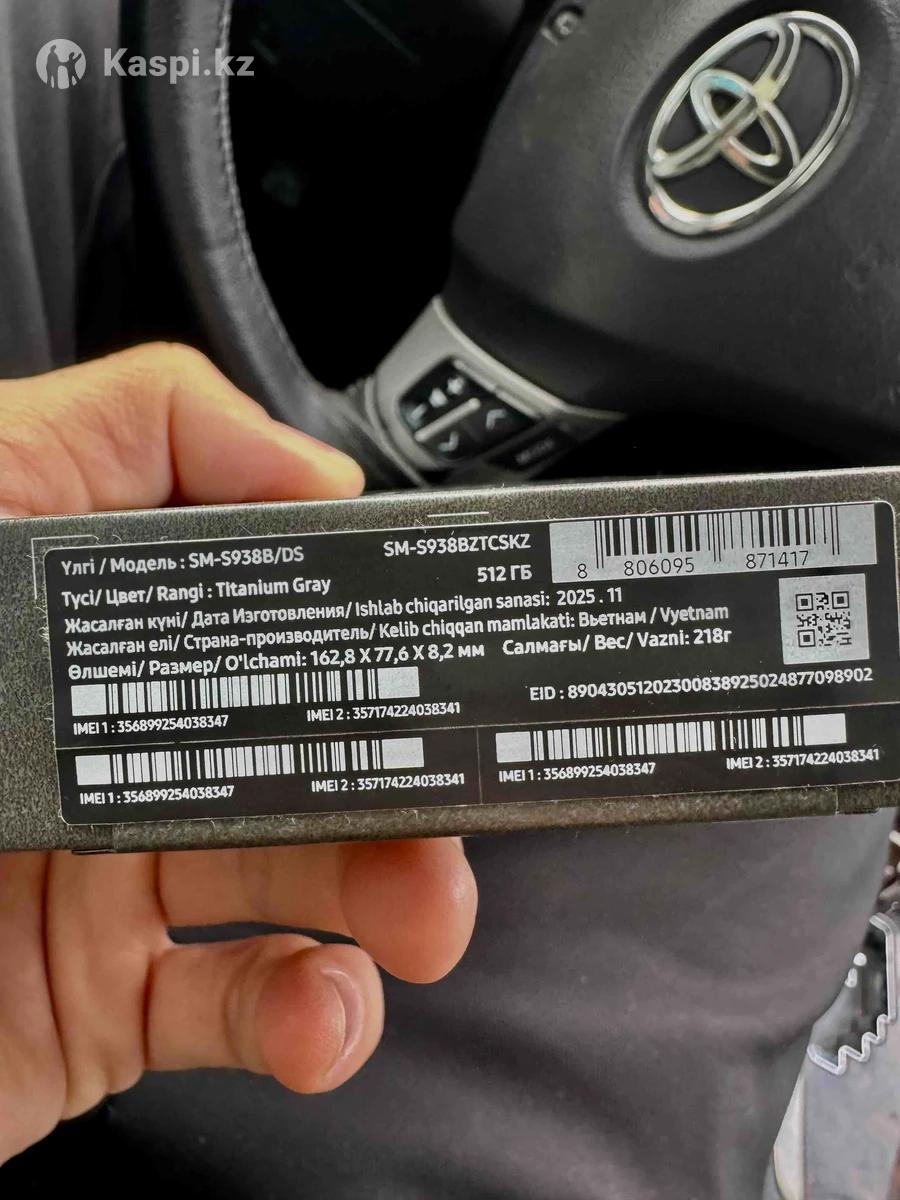 Kaspi.kz
Үлгі / Модель : SM-S938B/DS
SM-S938BZTCSKZ
Түсі/ Цвет/ Rangi : Titanium Gray
512 ГБ
8 806095 871417
Жасалған күні/ Дата Изготовления/ Ishlab chiqarilgan sanasi: 2025 . 11
Жасалған елі/ Страна-производитель/ Kelib chiqqan mamlakati: Вьетнам / Vyetnam
Өлшемі/ Размер/ O'lchami: 162,8 X 77,6 X 8,2 мм Салмағы/ Вес/ Vazni: 218г
EID : 89043051202300838925024877098902
IMEI 1 : 356899254038347
IMEI 2 : 357174224038341
IMEI 1 : 356899254038347
IMEI 2 : 357174224038341
IMEI 1 : 356899254038347
IMEI 2 : 357174224038341